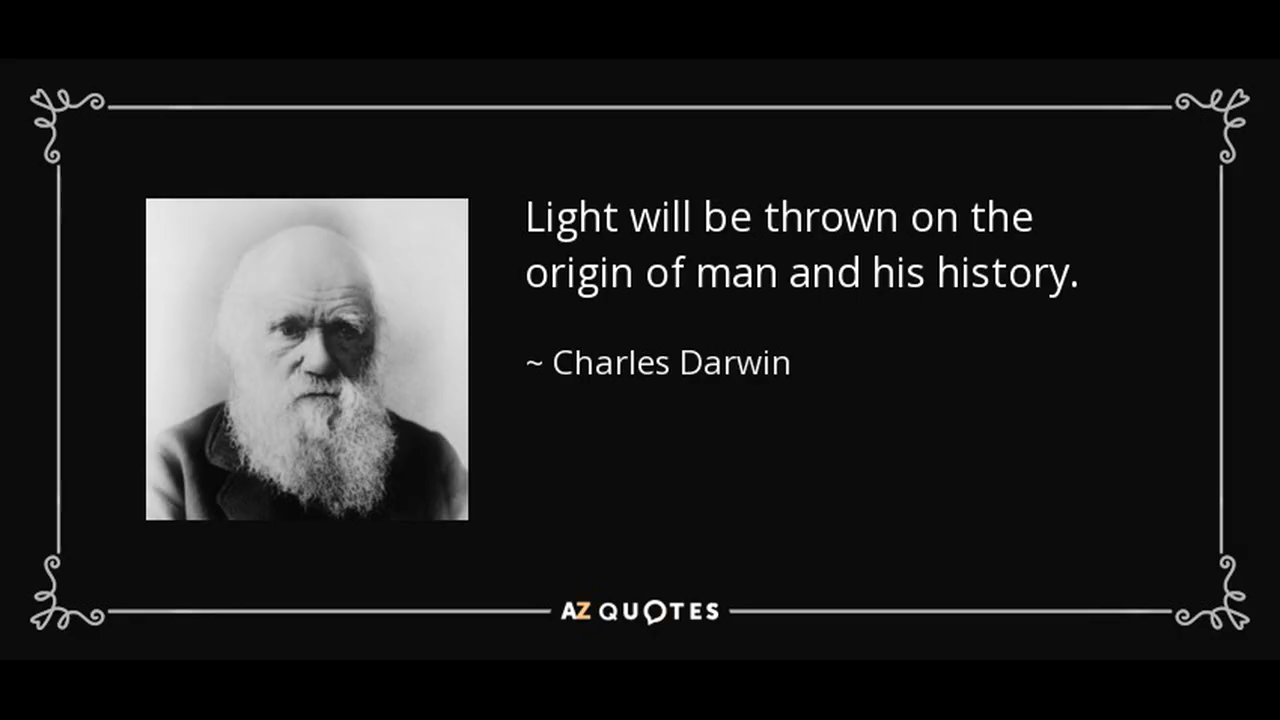 Light will be thrown on the
origin of man and his history.
~ Charles Darwin
AZ QUOTES